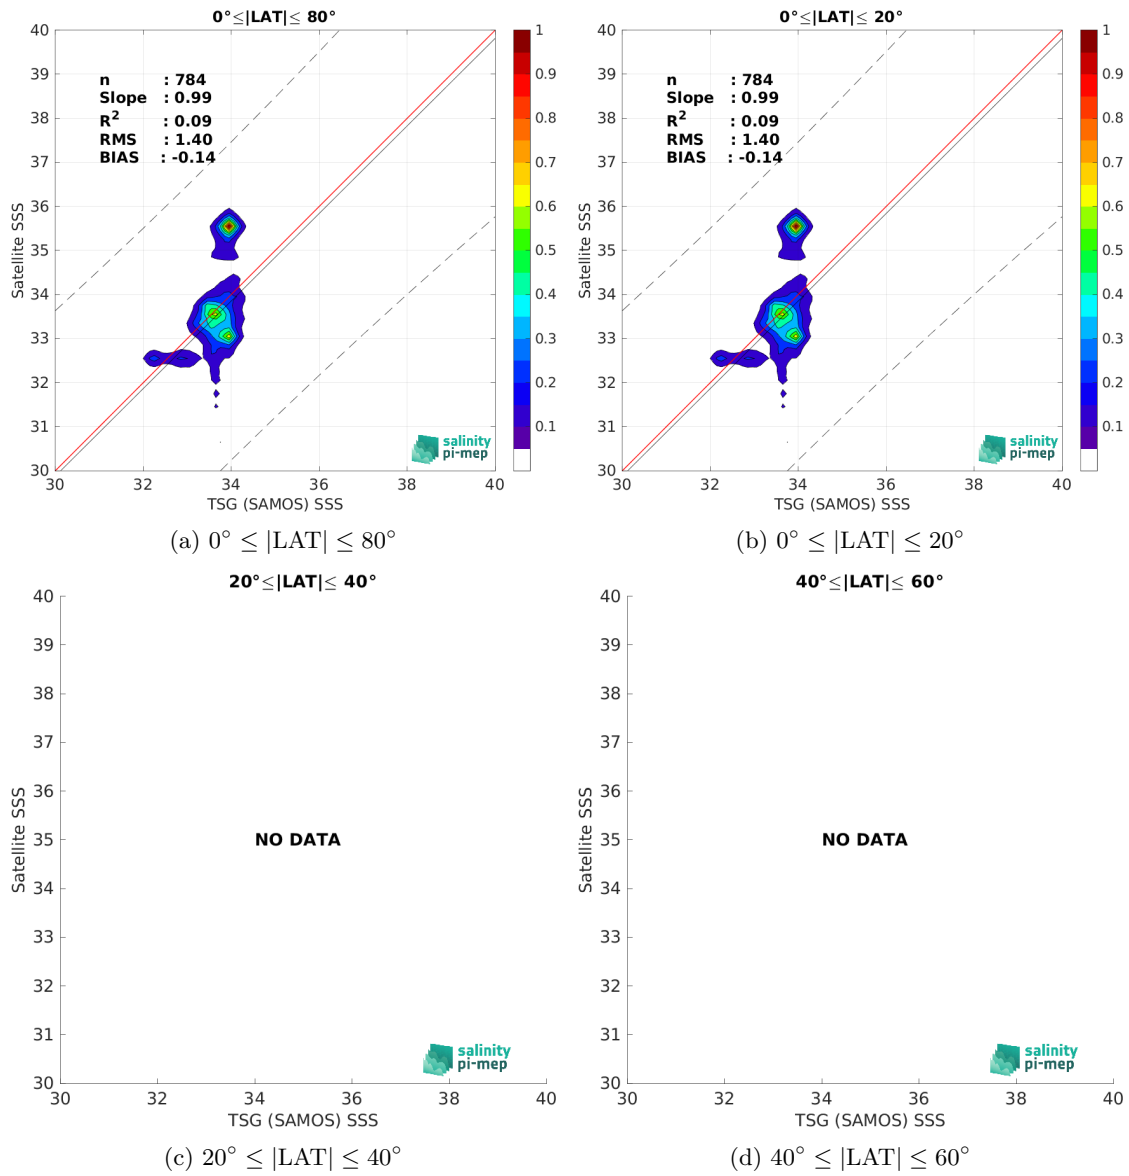 0°≤|LAT|≤ 80°
40
39
38
37
36
35
34
33
32
31
30
Satellite SSS
n : 784
Slope : 0.99
R² : 0.09
RMS : 1.40
BIAS : -0.14
1
0.9
0.8
0.7
0.6
0.5
0.4
0.3
0.2
0.1
salinity
pi-mep
30 32 34 36 38 40
TSG (SAMOS) SSS
(a) 0° ≤ |LAT| ≤ 80°
0°≤|LAT|≤ 20°
40
39
38
37
36
35
34
33
32
31
30
Satellite SSS
n : 784
Slope : 0.99
R² : 0.09
RMS : 1.40
BIAS : -0.14
1
0.9
0.8
0.7
0.6
0.5
0.4
0.3
0.2
0.1
salinity
pi-mep
30 32 34 36 38 40
TSG (SAMOS) SSS
(b) 0° ≤ |LAT| ≤ 20°
20°≤|LAT|≤ 40°
40
39
38
37
36
35
34
33
32
31
30
Satellite SSS
NO DATA
salinity
pi-mep
30 32 34 36 38 40
TSG (SAMOS) SSS
(c) 20° ≤ |LAT| ≤ 40°
40°≤|LAT|≤ 60°
40
39
38
37
36
35
34
33
32
31
30
Satellite SSS
NO DATA
salinity
pi-mep
30 32 34 36 38 40
TSG (SAMOS) SSS
(d) 40° ≤ |LAT| ≤ 60°